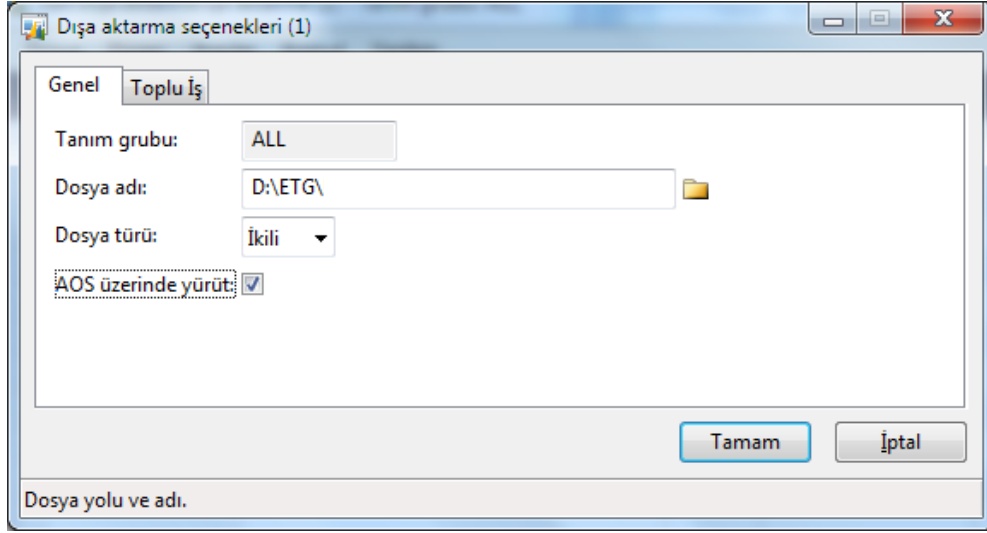 Dışa aktarma seçenekleri (1)
Genel Toplu İş
Tanım grubu: ALL
Dosya adı: D:\ETG\
Dosya türü: İkili
AOS üzerinde yürüt:
Tamam İptal
Dosya yolu ve adı.